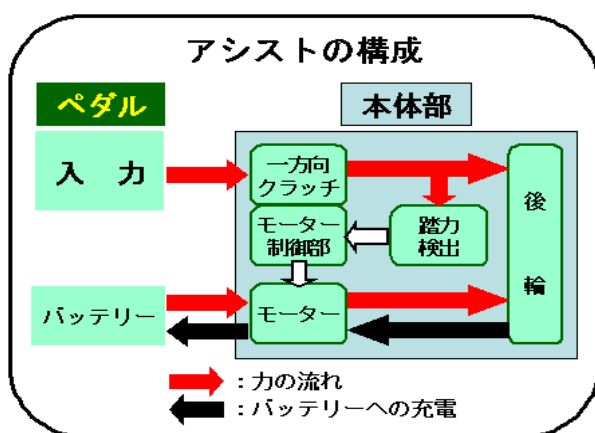 アシストの構成
ペダル
本体部
入 力
一方向
クラッチ
後
輪
モーター
制御部
踏力
検出
バッテリー
モーター
：力の流れ
：バッテリーへの充電